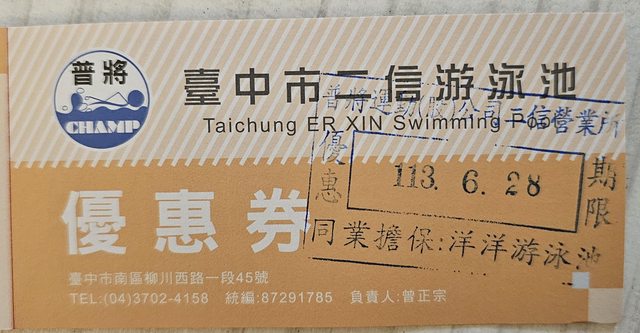 普將
CHAMP
臺中市二信游泳池
Taichung ER XIN Swimming Pool
普將運動(股)公司二信營業所
優惠
113. 6. 28
期限
同業擔保:洋洋游泳池
優惠券
臺中市南區柳川西路一段45號
TEL:(04)3702-4158 統編:87291785 負責人:曾正宗